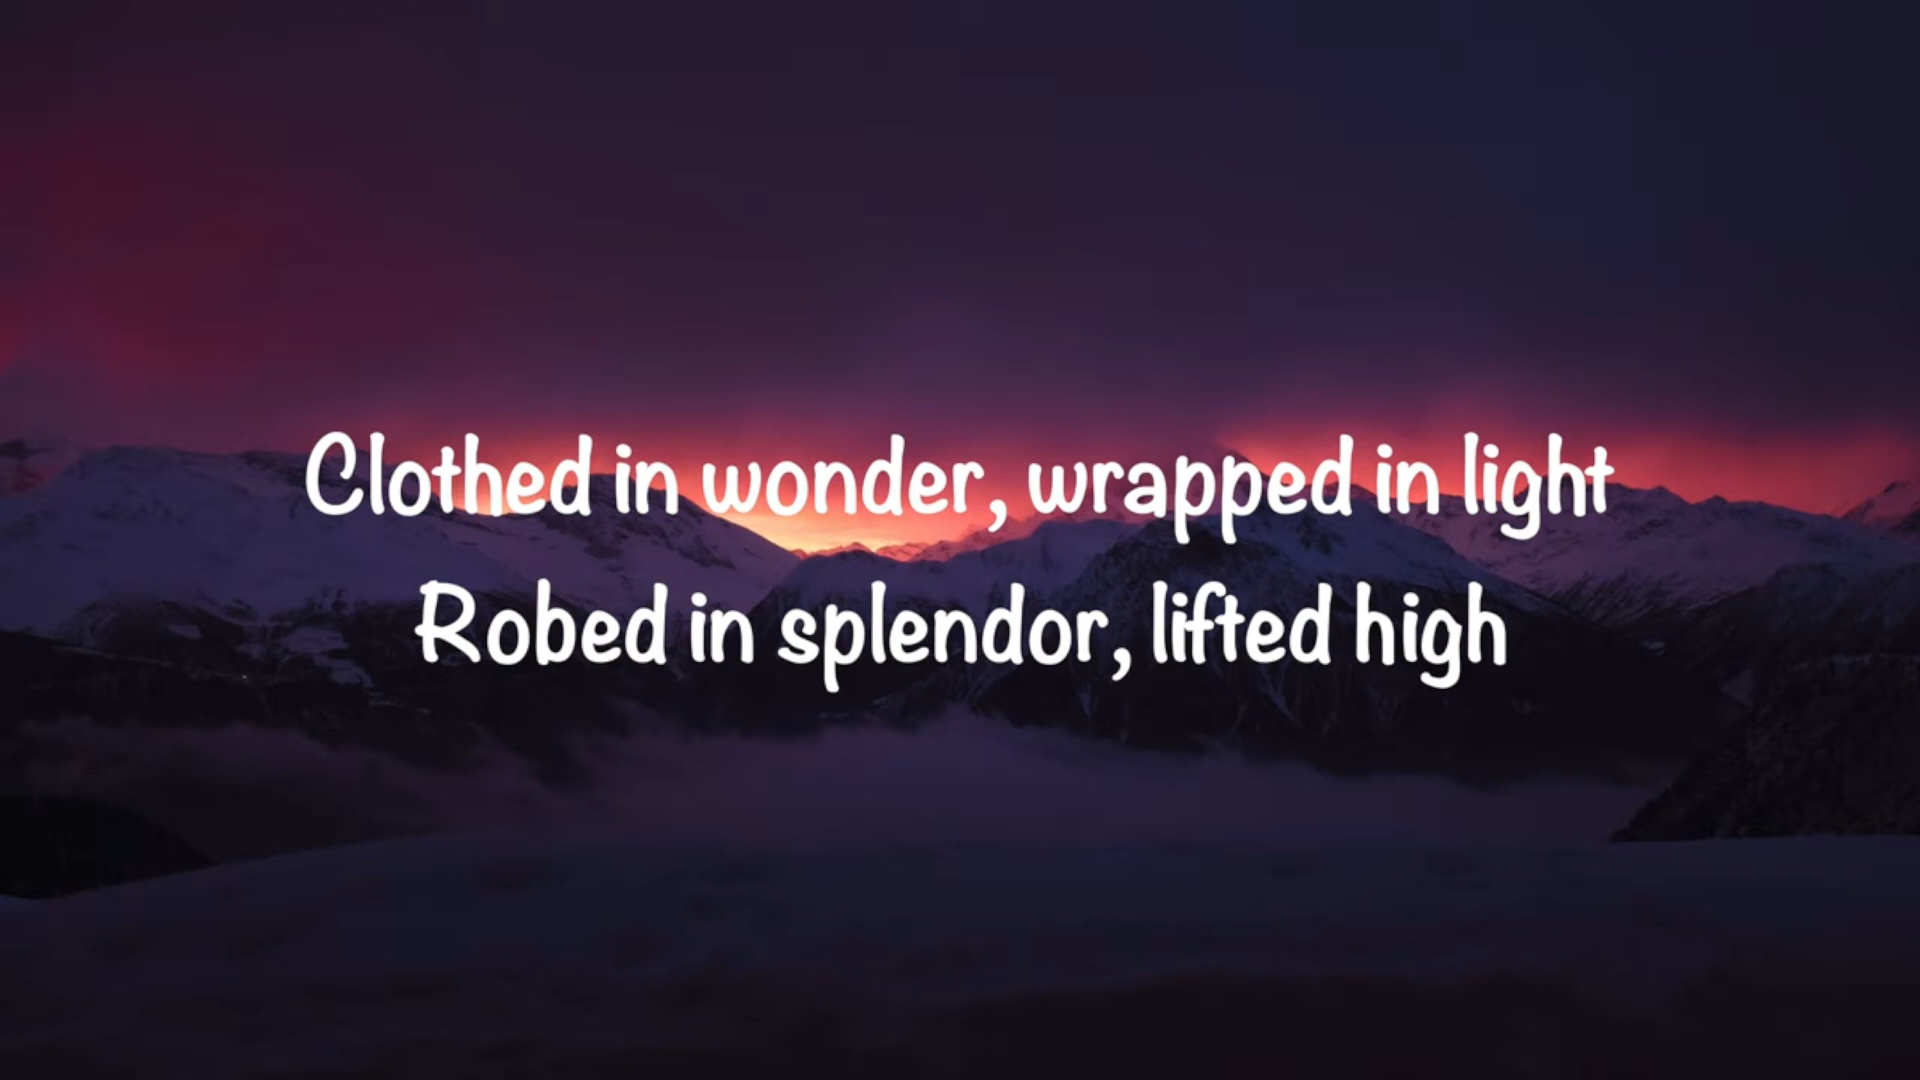 Clothed in wonder, wrapped in light
Robed in splendor, lifted high